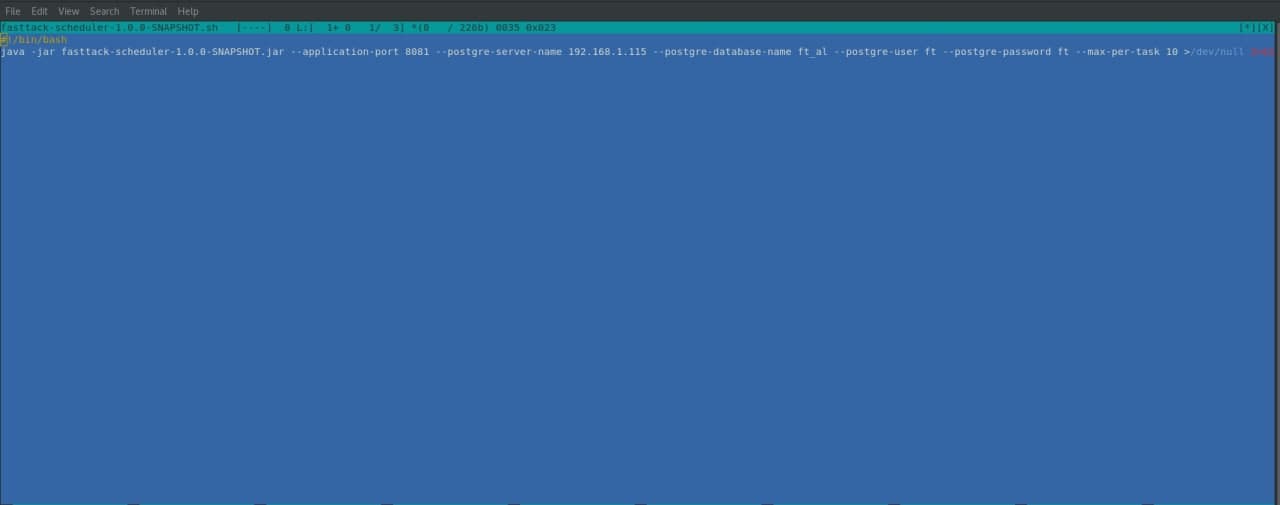 File Edit View Search Terminal Help
fasttack-scheduler-1.0.0-SNAPSHOT.sh [----] 0 L:[ 1+ 0 1/ 3] *(0 / 226b) 0035 0x023 [*][X]
#!/bin/bash
java -jar fasttack-scheduler-1.0.0-SNAPSHOT.jar --application-port 8081 --postgre-server-name 192.168.1.115 --postgre-database-name ft_al --postgre-user ft --postgre-password ft --max-per-task 10 >/dev/null